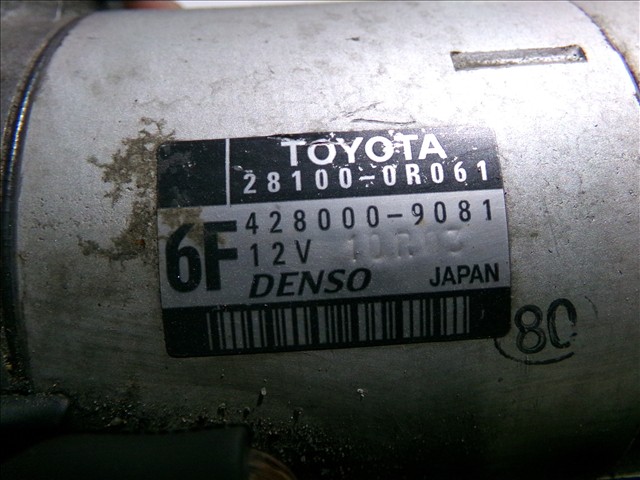 TOYOTA
28100-0R061
6F
428000-9081
12V
DENSO JAPAN
80